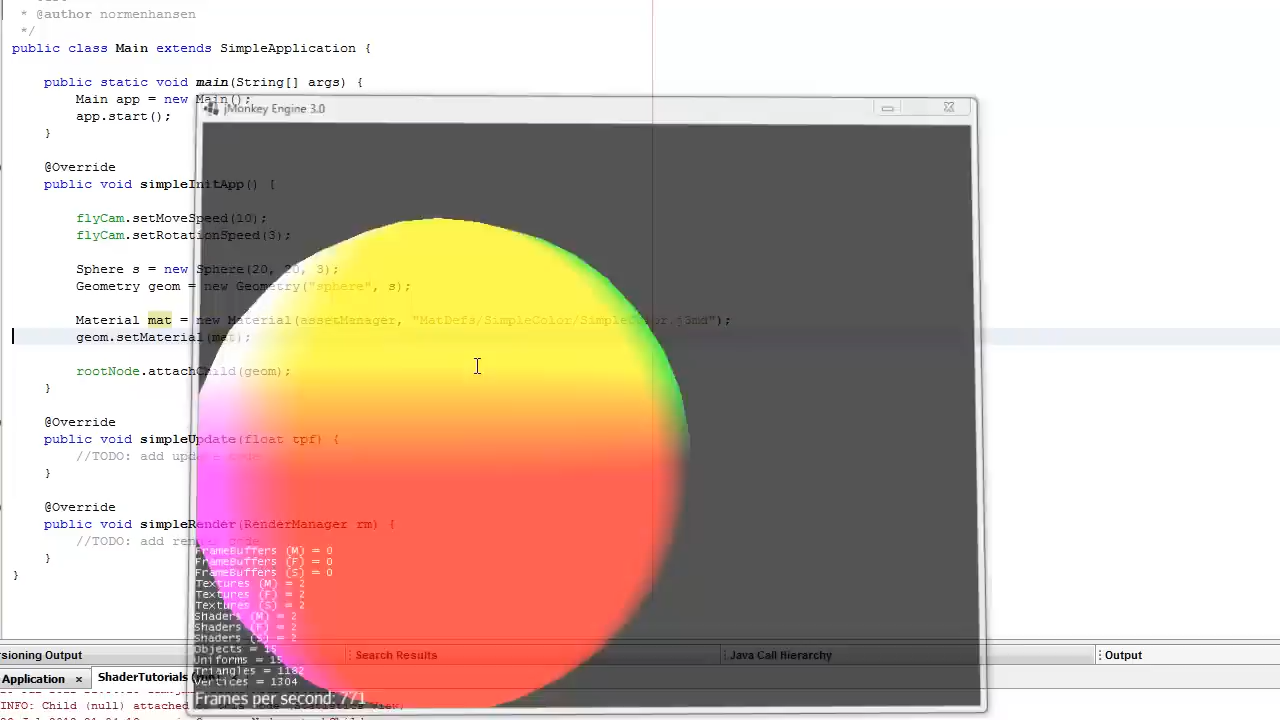 * @author normenhansen
*/
public class Main extends SimpleApplication {
public static void main(String[] args) {
Main app = new Main();
app.start();
}
jMonkey Engine 3.0
@Override
public void simpleInitApp() {
flyCam.setMoveSpeed(10);
flyCam.setRotationSpeed(3);
Sphere s = new Sphere(20, 20, 3);
Geometry geom = new Geometry("sphere", s);
Material mat = new Material(assetManager, "MatDefs/SimpleColor/SimpleColor.j3md");
geom.setMaterial(mat);
rootNode.attachChild(geom);
}
@Override
public void simpleUpdate(float tpf) {
//TODO: add update code
}
@Override
public void simpleRender(RenderManager rm) {
//TODO: add render code
}
}
FrameBuffers (M) = 0
FrameBuffers (F) = 0
FrameBuffers (S) = 0
Textures (M) = 2
Textures (F) = 2
Textures (S) = 2
Shaders (M) = 2
Shaders (F) = 2
Shaders (S) = 2
Objects = 15
Uniforms = 15
Triangles = 1182
Vertices = 1304
Frames per second: 771
sioning Output
Search Results
Java Call Hierarchy
Output
Application ×
ShaderTutorials
INFO: Child (null) attached